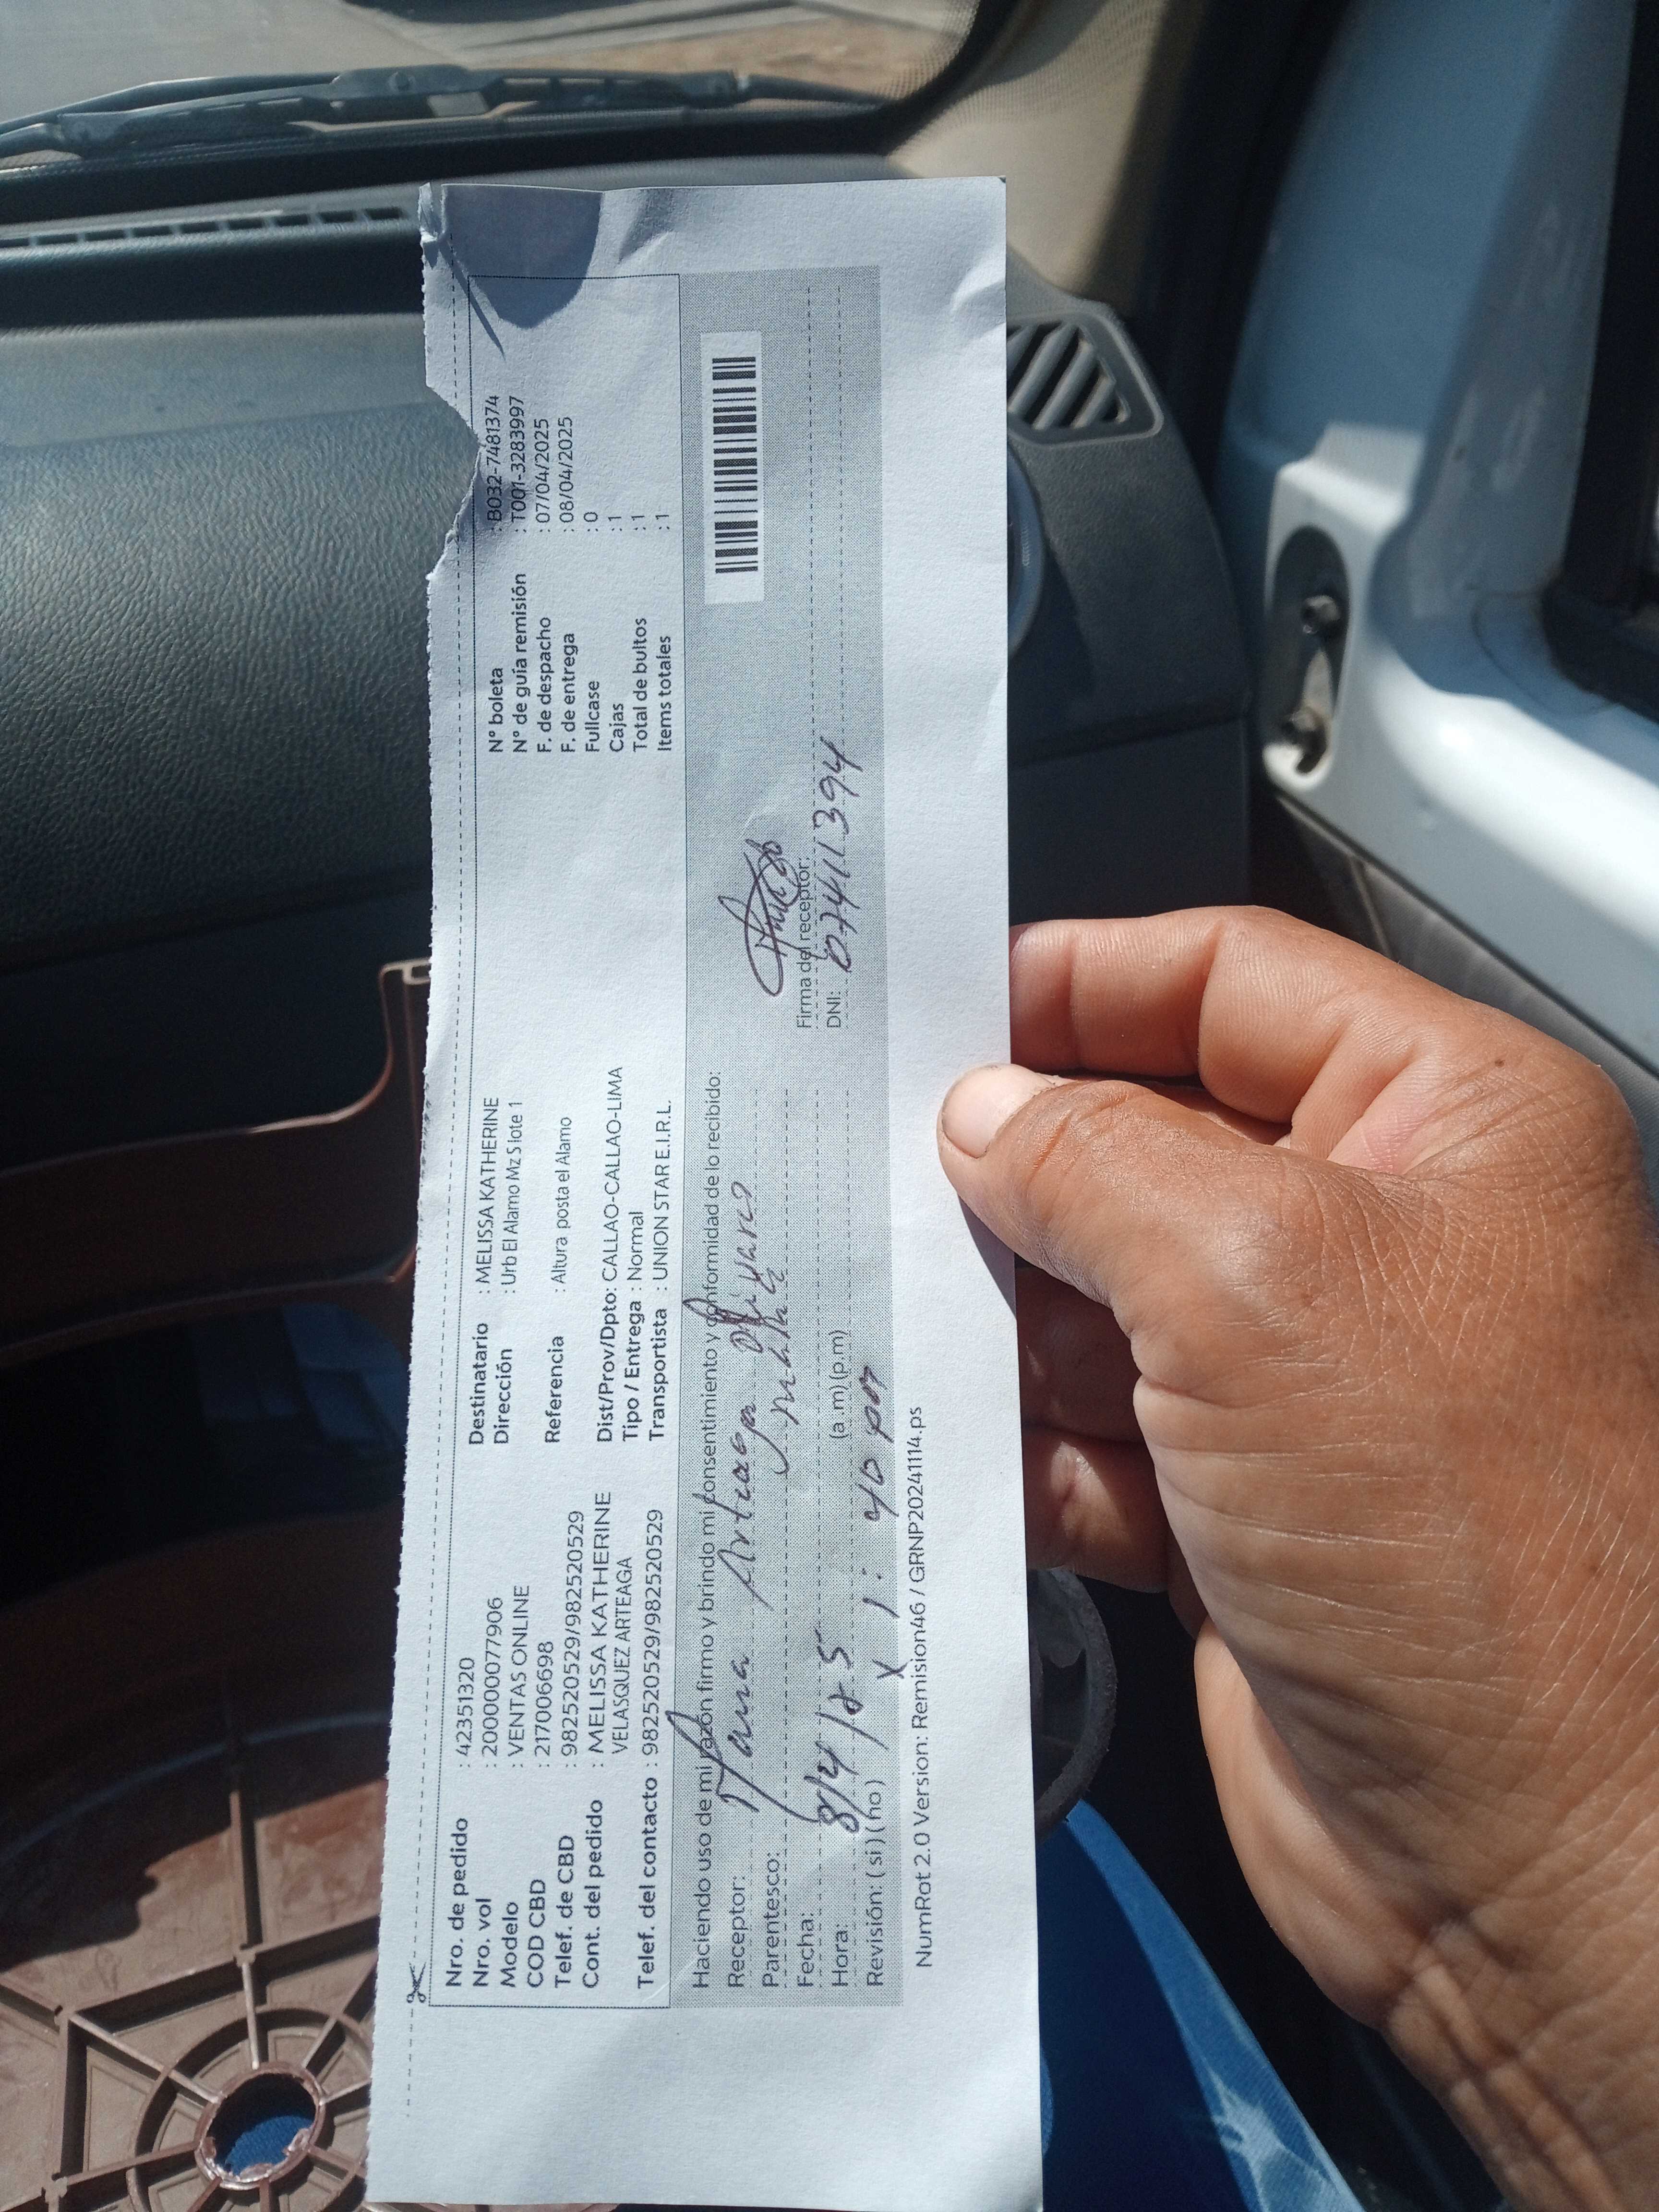 Nro. de pedido : 42351320
Nro. vol : 20000077906
Modelo : VENTAS ONLINE
COD CBD : 217006698
Telef. de CBD : 982520529/982520529
Cont. del pedido : MELISSA KATHERINE
VELASQUEZ ARTEAGA
Telef. del contacto : 982520529/982520529
Destinatario : MELISSA KATHERINE
Dirección : Urb El Alamo Mz S lote 1
Referencia : Altura posta el Alamo
Dist/Prov/Dpto: CALLAO-CALLAO-LIMA
Tipo / Entrega : Normal
Transportista : UNION STAR E.I.R.L.
N° boleta : B032-7481374
N° de guía remisión : T001-3283997
F. de despacho : 07/04/2025
F. de entrega : 08/04/2025
Fullcase : 0
Cajas : 1
Total de bultos : 1
Items totales : 1
Haciendo uso de mi razón firmo y brindo mi consentimiento y conformidad de lo recibido:
Receptor: Maria Arteaga Olivares
Parentesco:
Fecha: 8/4/25
Hora: 1:40 pm (a.m) (p.m)
Revisión: ( si ) ( no ) x
Firma del receptor:
DNI: 07411394
NumRot 2.0 Version: Remision46 / GRNP20241114.ps